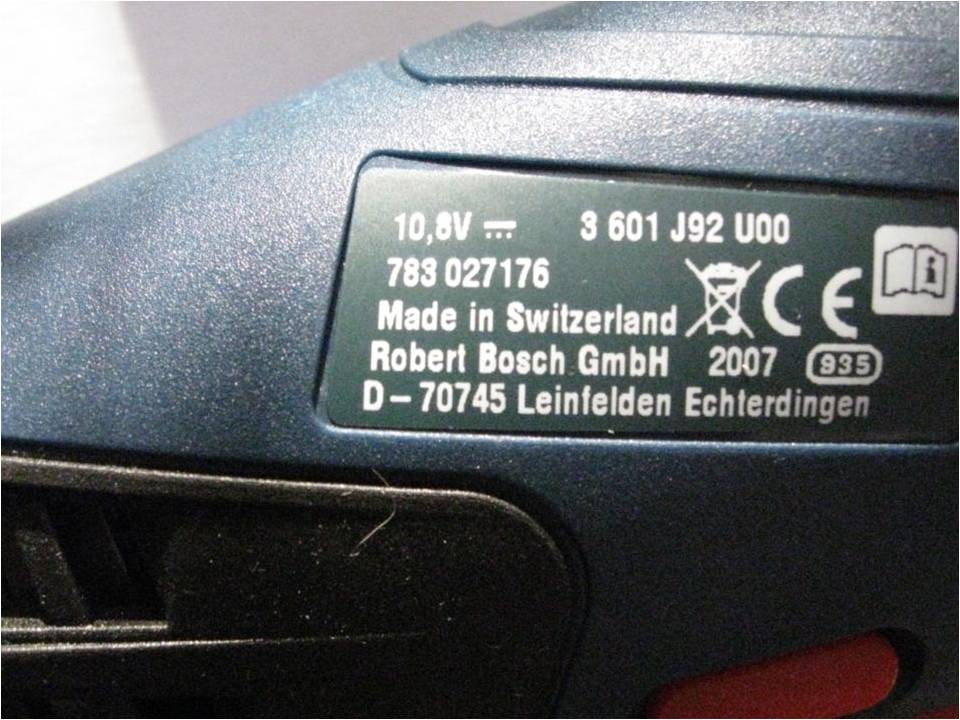 10,8V 3 601 J92 U00
783 027176
Made in Switzerland
Robert Bosch GmbH 2007 935
D-70745 Leinfelden Echterdingen
CE
i